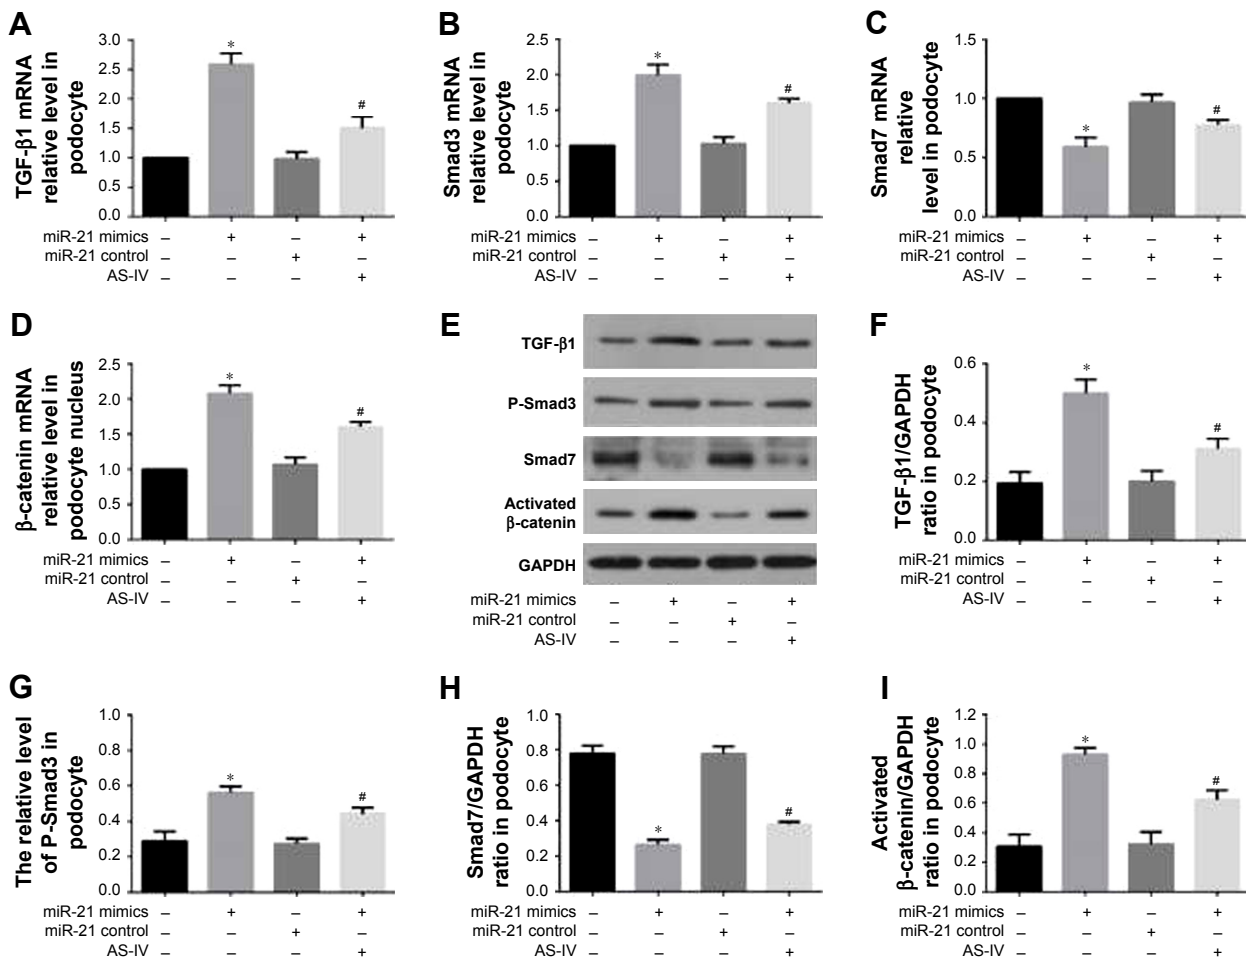 A
TGF-β1 mRNA
relative level in
podocyte
3.0
2.5
2.0
1.5
1.0
0.5
0.0
*
#
miR-21 mimics – + – +
miR-21 control – – + –
AS-IV – – – +
B
Smad3 mRNA
relative level in
podocyte
2.5
2.0
1.5
1.0
0.5
0.0
*
#
miR-21 mimics – + – +
miR-21 control – – + –
AS-IV – – – +
C
Smad7 mRNA
relative
level in podocyte
1.5
1.0
0.5
0.0
*
#
miR-21 mimics – + – +
miR-21 control – – + –
AS-IV – – – +
D
β-catenin mRNA
relative level in
podocyte nucleus
2.5
2.0
1.5
1.0
0.5
0.0
*
#
miR-21 mimics – + – +
miR-21 control – – + –
AS-IV – – – +
E
TGF-β1
P-Smad3
Smad7
Activated
β-catenin
GAPDH
miR-21 mimics – + – +
miR-21 control – – + –
AS-IV – – – +
F
TGF-β1/GAPDH
ratio in podocyte
0.6
0.4
0.2
0.0
*
#
miR-21 mimics – + – +
miR-21 control – – + –
AS-IV – – – +
G
The relative level
of P-Smad3 in
podocyte
1.0
0.8
0.6
0.4
0.2
0.0
*
#
miR-21 mimics – + – +
miR-21 control – – + –
AS-IV – – – +
H
Smad7/GAPDH
ratio in podocyte
1.0
0.8
0.6
0.4
0.2
0.0
*
#
miR-21 mimics – + – +
miR-21 control – – + –
AS-IV – – – +
I
Activated
β-catenin/GAPDH
ratio in podocyte
1.2
1.0
0.8
0.6
0.4
0.2
0.0
*
#
miR-21 mimics – + – +
miR-21 control – – + –
AS-IV – – – +